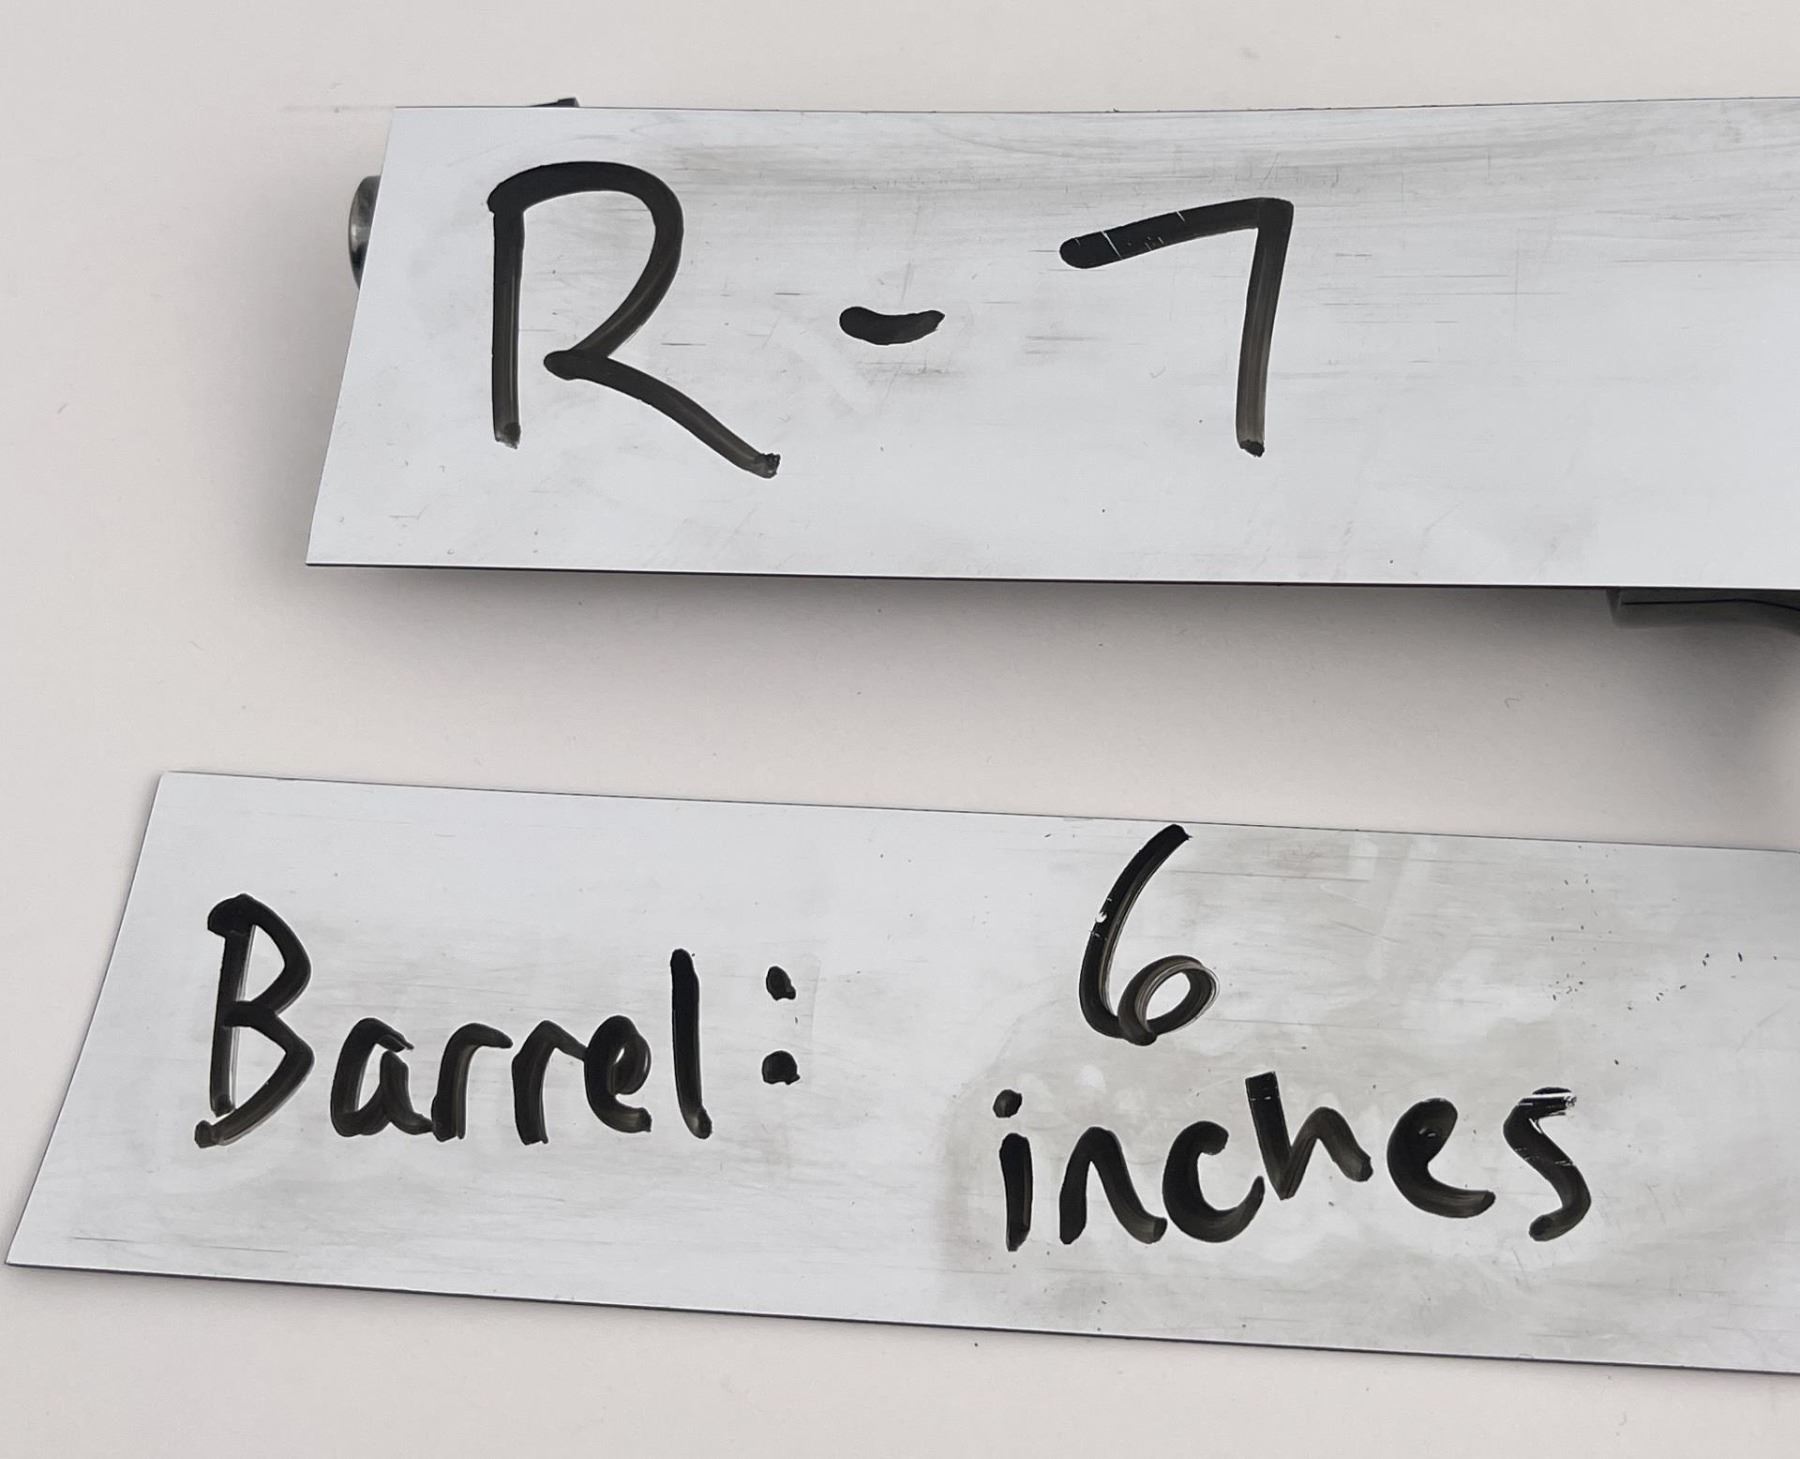 R - 7
Barrel: 6
inches